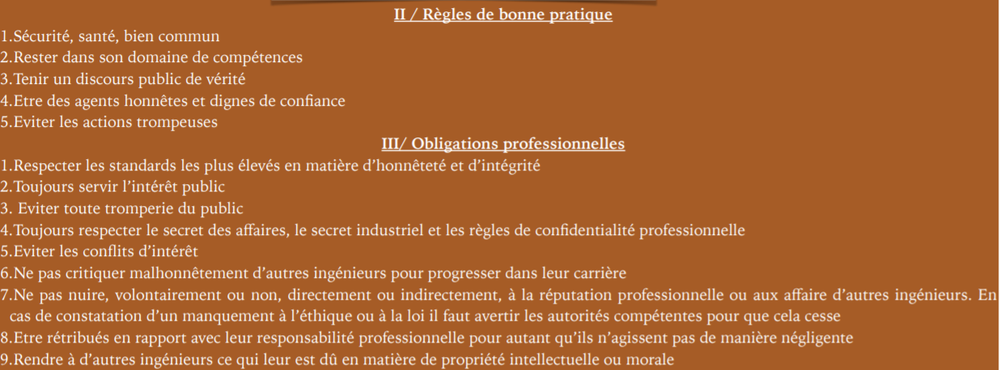 II / Règles de bonne pratique
1.Sécurité, santé, bien commun
2.Rester dans son domaine de compétences
3.Tenir un discours public de vérité
4.Etre des agents honnêtes et dignes de confiance
5.Eviter les actions trompeuses
III/ Obligations professionnelles
1.Respecter les standards les plus élevés en matière d’honnêteté et d’intégrité
2.Toujours servir l’intérêt public
3. Eviter toute tromperie du public
4.Toujours respecter le secret des affaires, le secret industriel et les règles de confidentialité professionnelle
5.Eviter les conflits d’intérêt
6.Ne pas critiquer malhonnêtement d’autres ingénieurs pour progresser dans leur carrière
7.Ne pas nuire, volontairement ou non, directement ou indirectement, à la réputation professionnelle ou aux affaire d’autres ingénieurs. En
cas de constatation d’un manquement à l’éthique ou à la loi il faut avertir les autorités compétentes pour que cela cesse
8.Etre rétribués en rapport avec leur responsabilité professionnelle pour autant qu’ils n’agissent pas de manière négligente
9.Rendre à d’autres ingénieurs ce qui leur est dû en matière de propriété intellectuelle ou morale